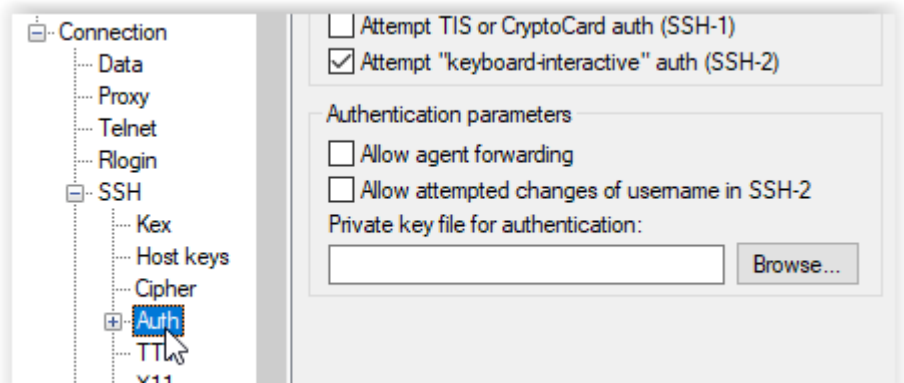 Connection
Data
Proxy
Telnet
Rlogin
SSH
Kex
Host keys
Cipher
Auth
X11
Attempt TIS or CryptoCard auth (SSH-1)
Attempt "keyboard-interactive" auth (SSH-2)
Authentication parameters
Allow agent forwarding
Allow attempted changes of username in SSH-2
Private key file for authentication:
Browse...